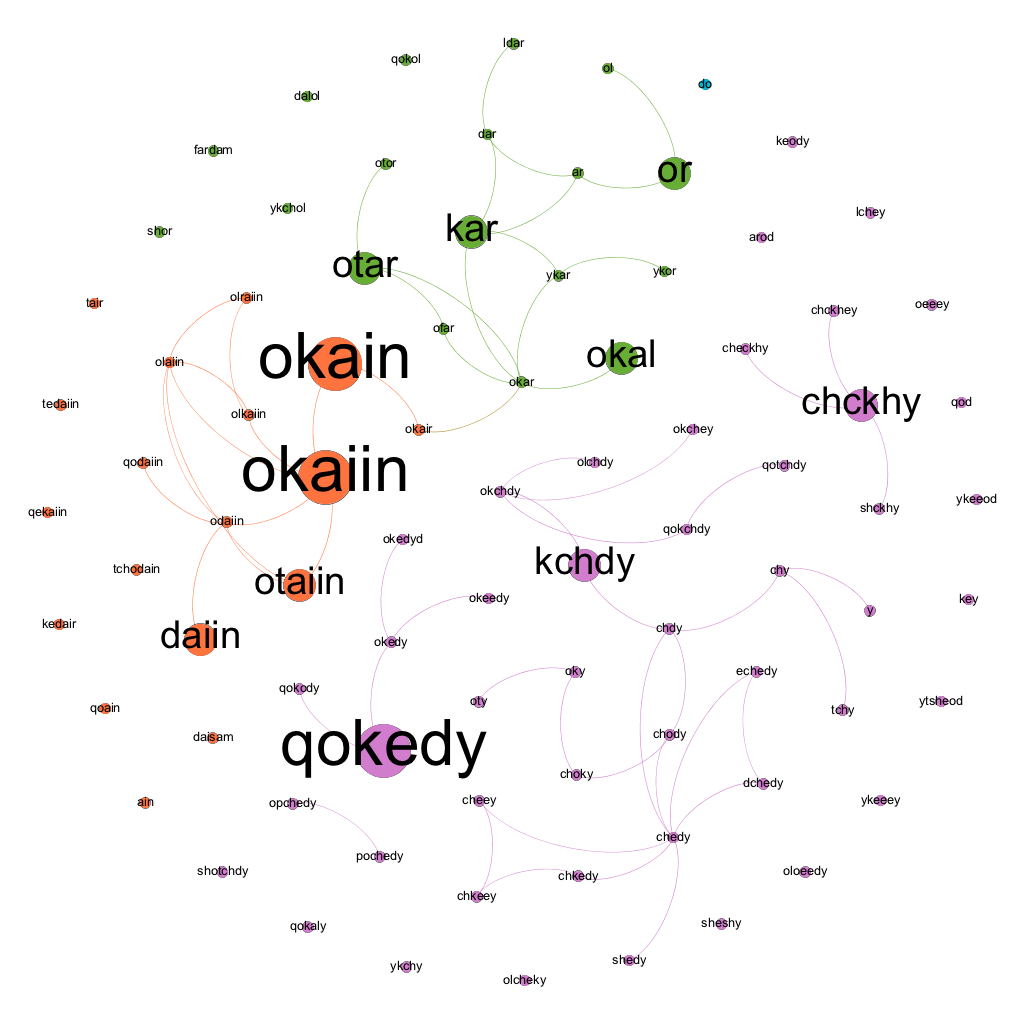 ldar
qokol
ol
do
dalol
dar
keody
fardam
otor
ar
or
ykchol
lchey
shor
kar
arod
otar
ykar
ykor
tair
olraiin
chckhey
oeeey
ofar
okain
okal
checkhy
olaiin
okar
tedaiin
olkaiin
okair
chckhy
qod
okchey
qodaiin
olchdy
qotchdy
okaiin
okchdy
ykeeod
qekaiin
odaiin
shckhy
qokchdy
okedyd
tchodain
kchdy
chy
otaiin
okeedy
key
y
kedair
daiin
okedy
chdy
qokody
oky
echedy
oty
ytsheod
qoain
tchy
daisam
chody
qokedy
choky
dchedy
ain
opchedy
cheey
ykeeey
chedy
pochedy
shotchdy
chkedy
oloeedy
chkeey
qokaly
sheshy
ykchy
shedy
olcheky